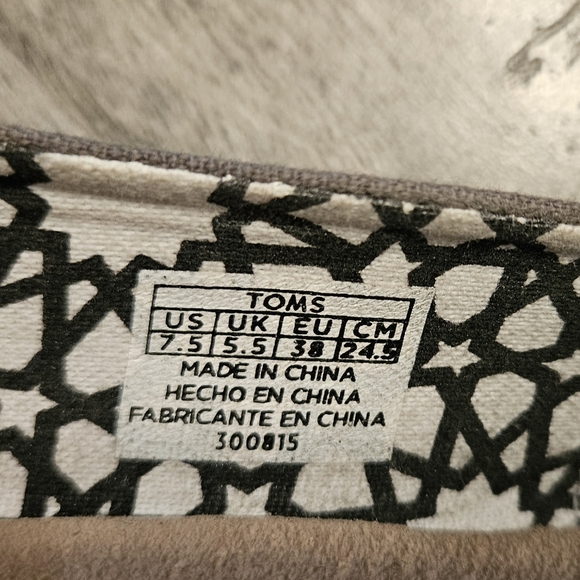 TOMS
US UK EU CM
7.5 5.5 38 24.5
MADE IN CHINA
HECHO EN CHINA
FABRICANTE EN CHINA
300815